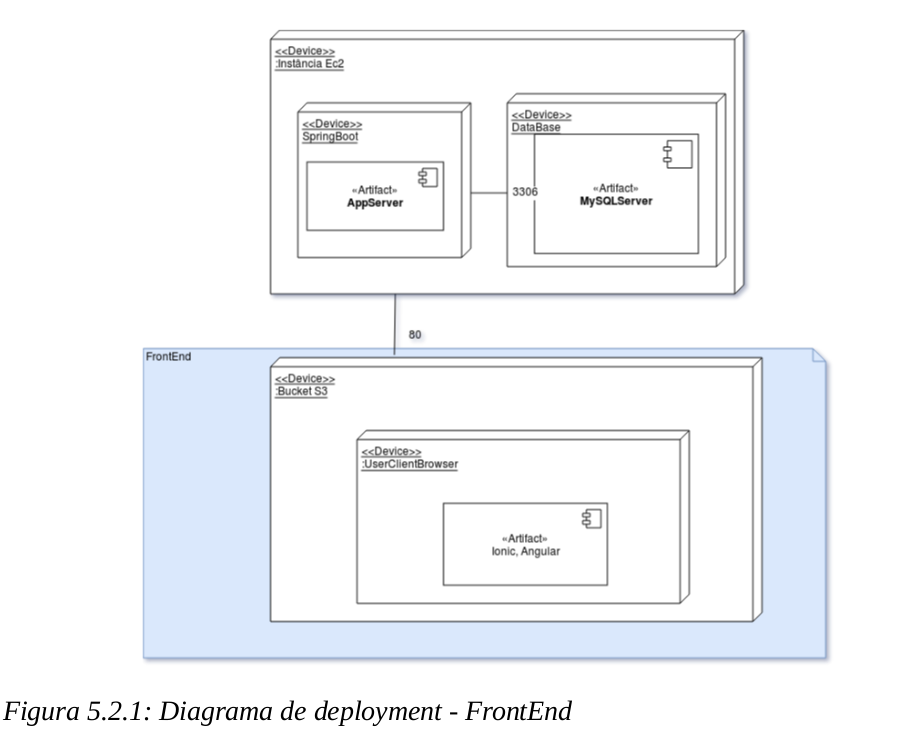 <<Device>>
:Instância Ec2
<<Device>>
SpringBoot
«Artifact»
AppServer
3306
<<Device>>
DataBase
«Artifact»
MySQLServer
80
FrontEnd
<<Device>>
:Bucket S3
<<Device>>
:UserClientBrowser
«Artifact»
Ionic, Angular
Figura 5.2.1: Diagrama de deployment - FrontEnd